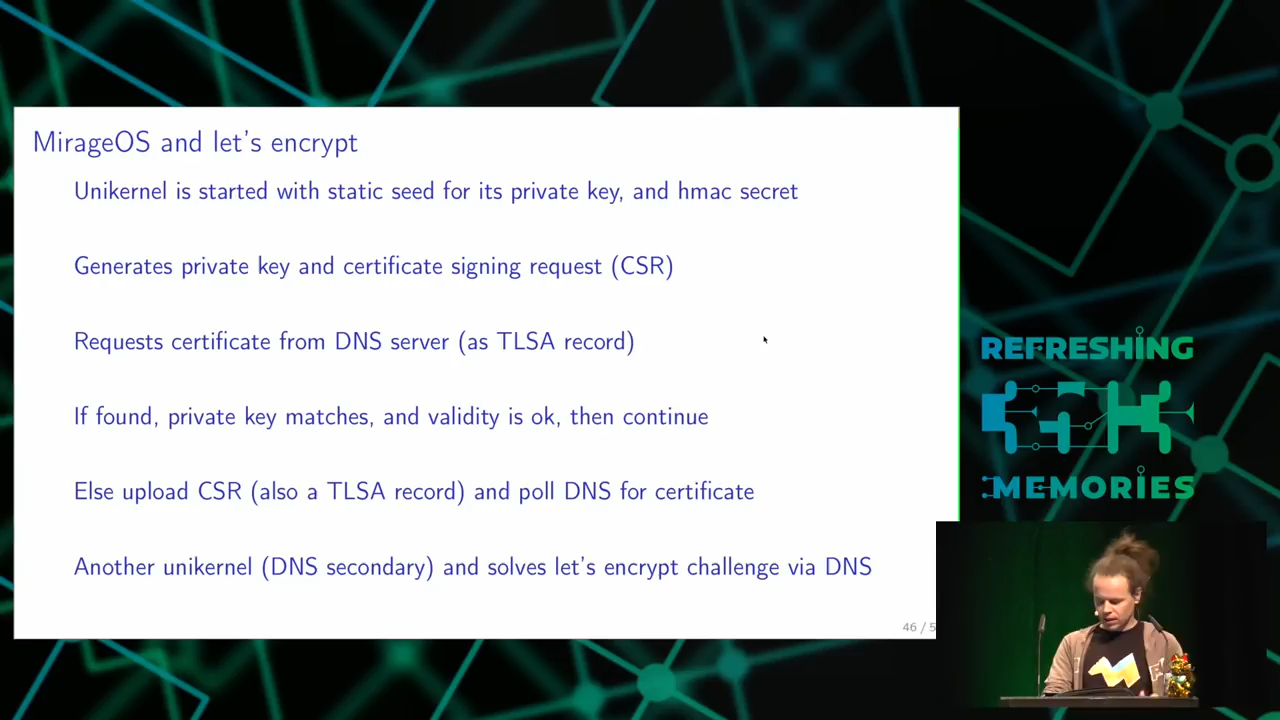 MirageOS and let's encrypt
Unikernel is started with static seed for its private key, and hmac secret
Generates private key and certificate signing request (CSR)
Requests certificate from DNS server (as TLSA record)
If found, private key matches, and validity is ok, then continue
Else upload CSR (also a TLSA record) and poll DNS for certificate
Another unikernel (DNS secondary) and solves let's encrypt challenge via DNS
46 / 5
REFRESHING
MEMORIES